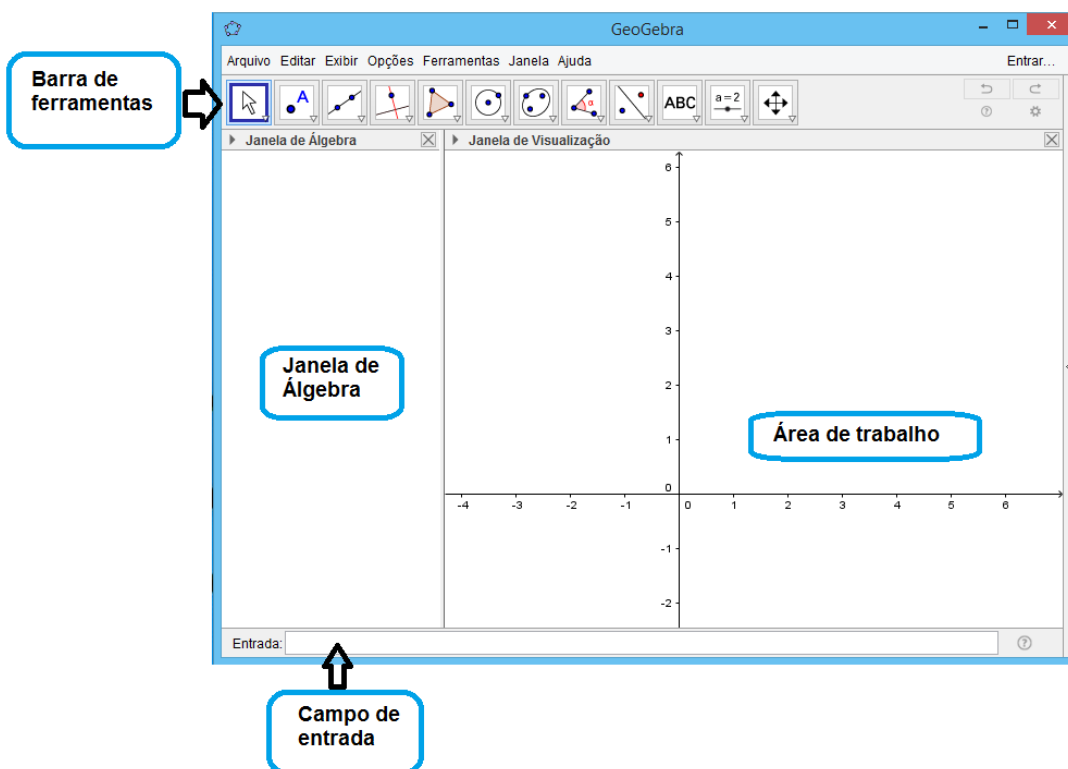 GeoGebra
Arquivo Editar Exibir Opções Ferramentas Janela Ajuda Entrar...
Barra de
ferramentas
A
α
ABC
a=2
Janela de Álgebra
Janela de Visualização
6
5
4
3
2
1
0
-4 -3 -2 -1 0 1 2 3 4 5 6
-1
-2
Janela de
Álgebra
Área de trabalho
Entrada:
Campo de
entrada